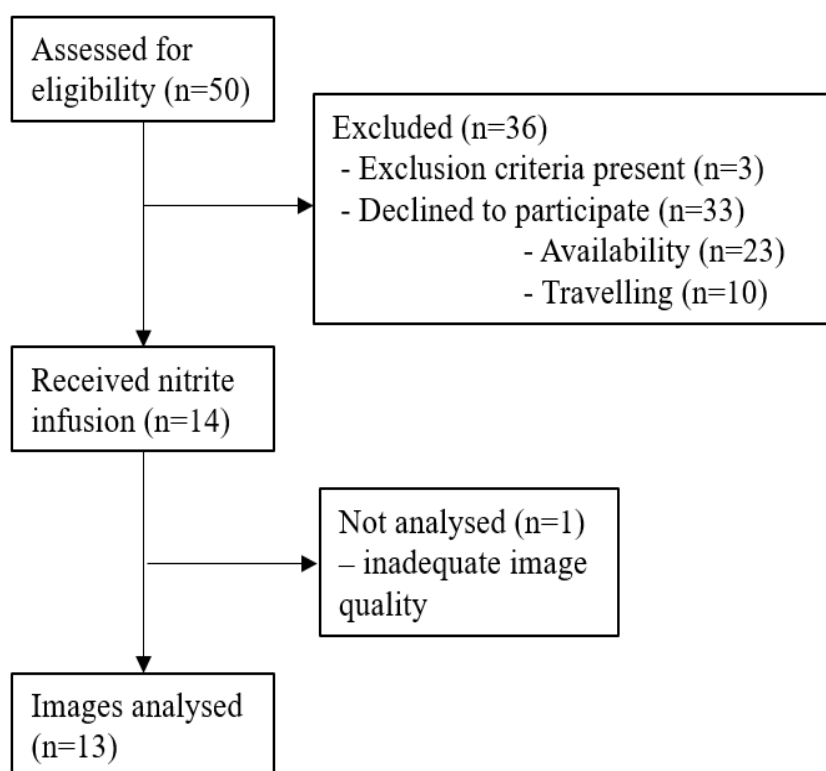 Assessed for
eligibility (n=50)
Excluded (n=36)
- Exclusion criteria present (n=3)
- Declined to participate (n=33)
- Availability (n=23)
- Travelling (n=10)
Received nitrite
infusion (n=14)
Not analysed (n=1)
– inadequate image
quality
Images analysed
(n=13)